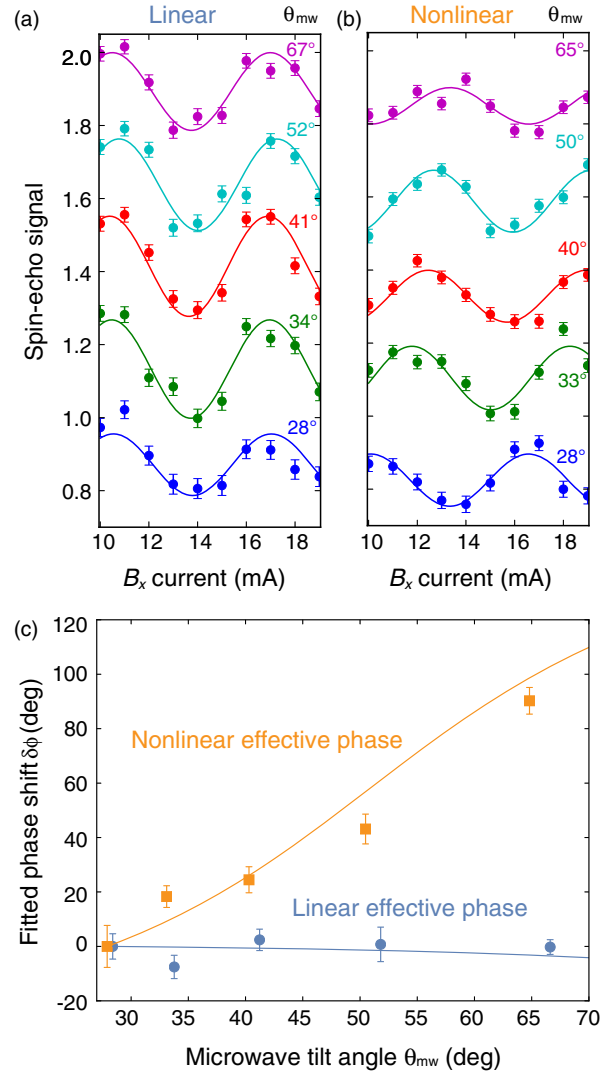 (a) Linear θmw
(b) Nonlinear θmw
Spin-echo signal
2.0
1.8
1.6
1.4
1.2
1.0
0.8
67°
52°
41°
34°
28°
10 12 14 16 18
Bx current (mA)
65°
50°
40°
33°
28°
10 12 14 16 18
Bx current (mA)
(c)
Fitted phase shift δϕ (deg)
120
100
80
60
40
20
0
-20
Nonlinear effective phase
Linear effective phase
30 35 40 45 50 55 60 65 70
Microwave tilt angle θmw (deg)